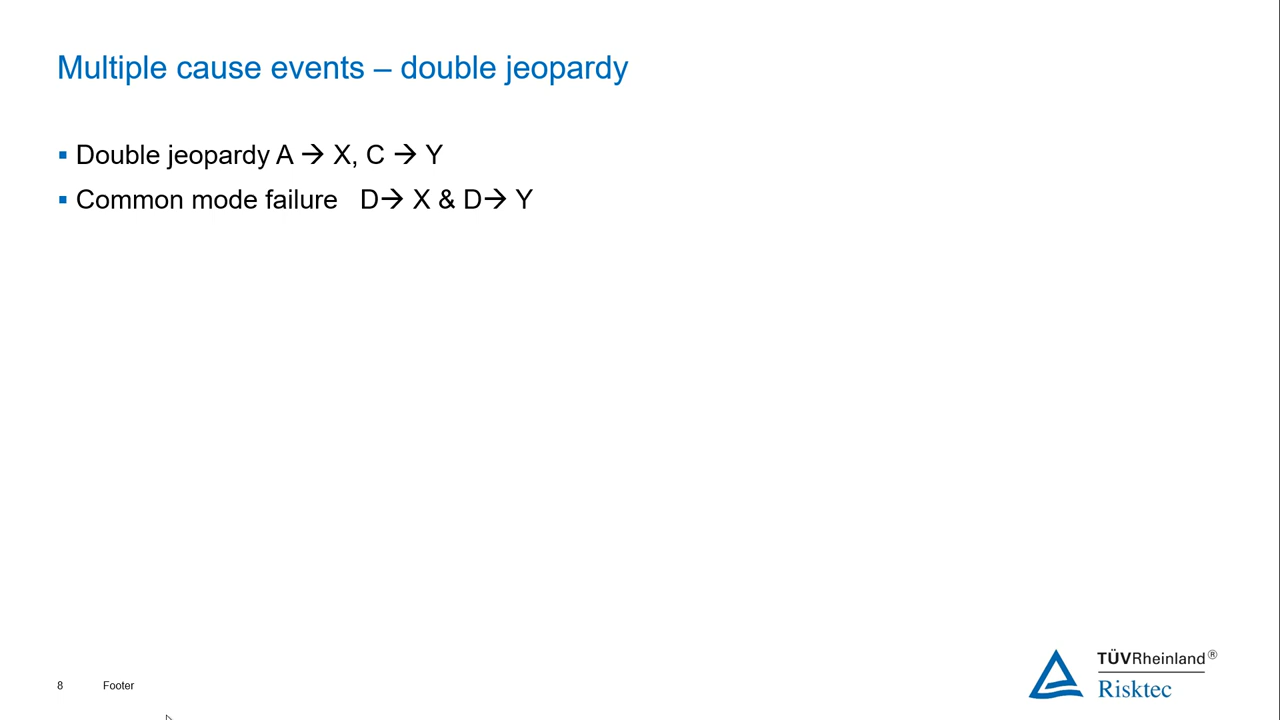 Multiple cause events – double jeopardy
▪ Double jeopardy A → X, C → Y
▪ Common mode failure   D→ X & D→ Y
8 Footer
TÜVRheinland®
Risktec